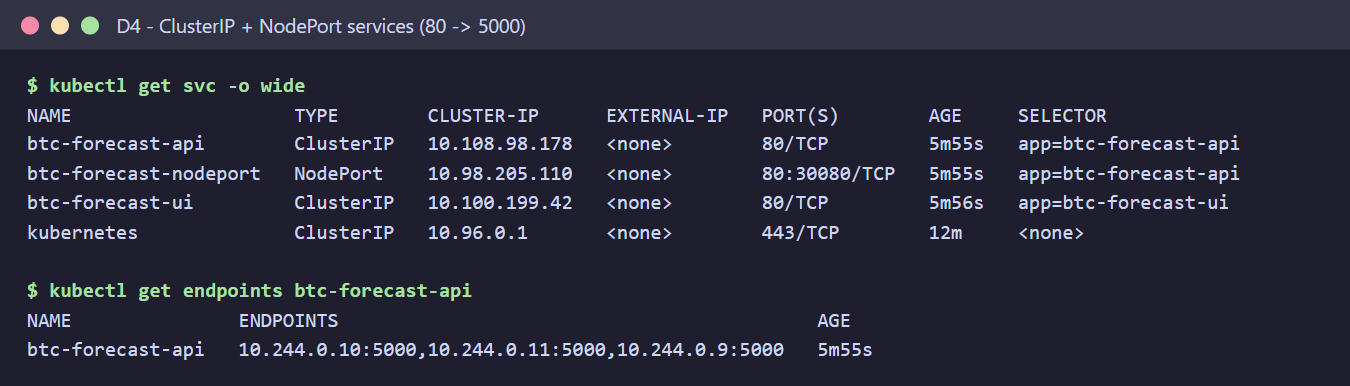 D4 - ClusterIP + NodePort services (80 -> 5000)
$ kubectl get svc -o wide
NAME TYPE CLUSTER-IP EXTERNAL-IP PORT(S) AGE SELECTOR
btc-forecast-api ClusterIP 10.108.98.178 <none> 80/TCP 5m55s app=btc-forecast-api
btc-forecast-nodeport NodePort 10.98.205.110 <none> 80:30080/TCP 5m55s app=btc-forecast-api
btc-forecast-ui ClusterIP 10.100.199.42 <none> 80/TCP 5m56s app=btc-forecast-ui
kubernetes ClusterIP 10.96.0.1 <none> 443/TCP 12m <none>
$ kubectl get endpoints btc-forecast-api
NAME ENDPOINTS AGE
btc-forecast-api 10.244.0.10:5000,10.244.0.11:5000,10.244.0.9:5000 5m55s